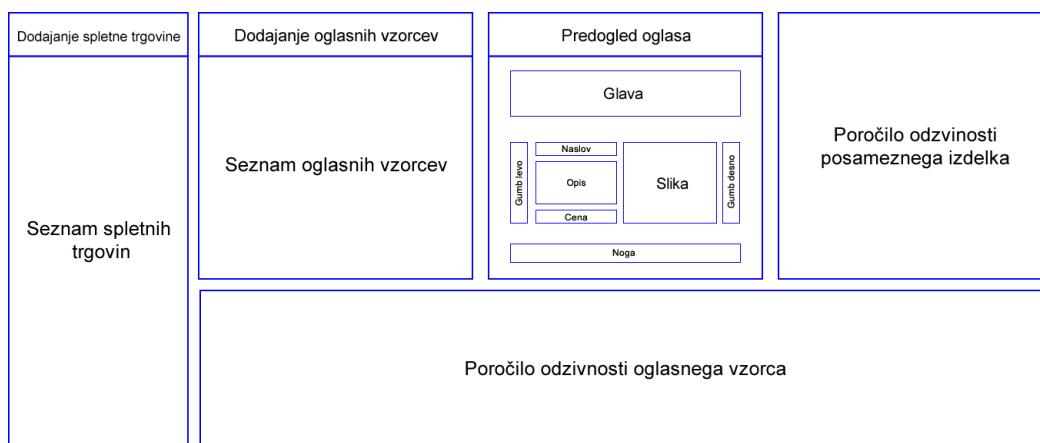 Dodajanje spletne trgovine
Seznam spletnih
trgovin
Dodajanje oglasnih vzorcev
Seznam oglasnih vzorcev
Predogled oglasa
Glava
Gumb levo
Naslov
Opis
Cena
Slika
Gumb desno
Noga
Poročilo odzvinosti
posameznega izdelka
Poročilo odzivnosti oglasnega vzorca